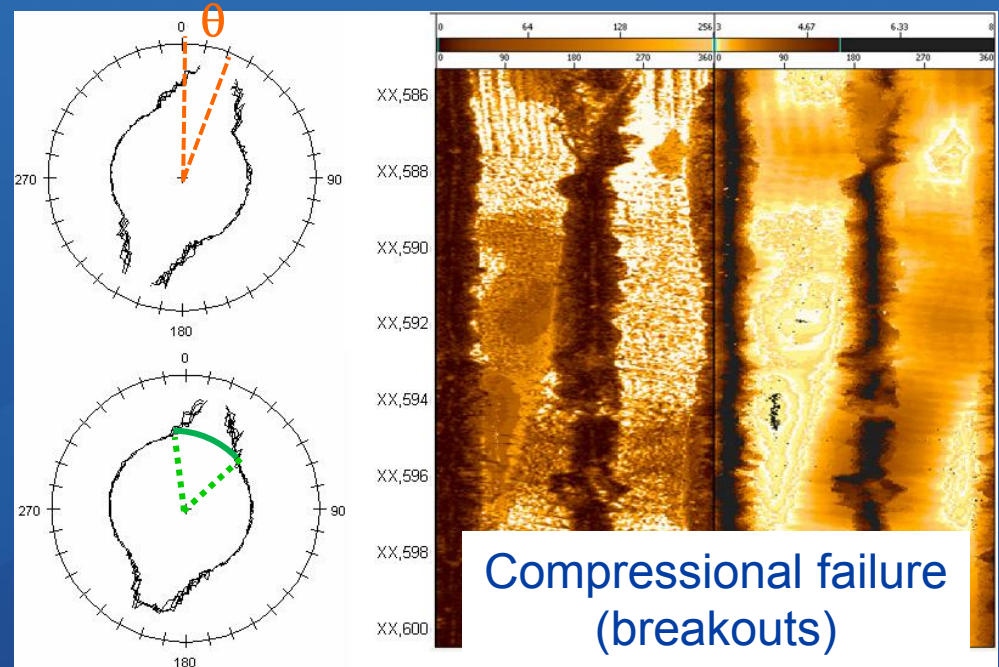 θ
0
90
180
270
0
90
180
270
0 64 128 256 3 4.67 6.33 8
0 90 180 270 360 0 90 180 270 360
XX,586
XX,588
XX,590
XX,592
XX,594
XX,596
XX,598
XX,600
Compressional failure
(breakouts)